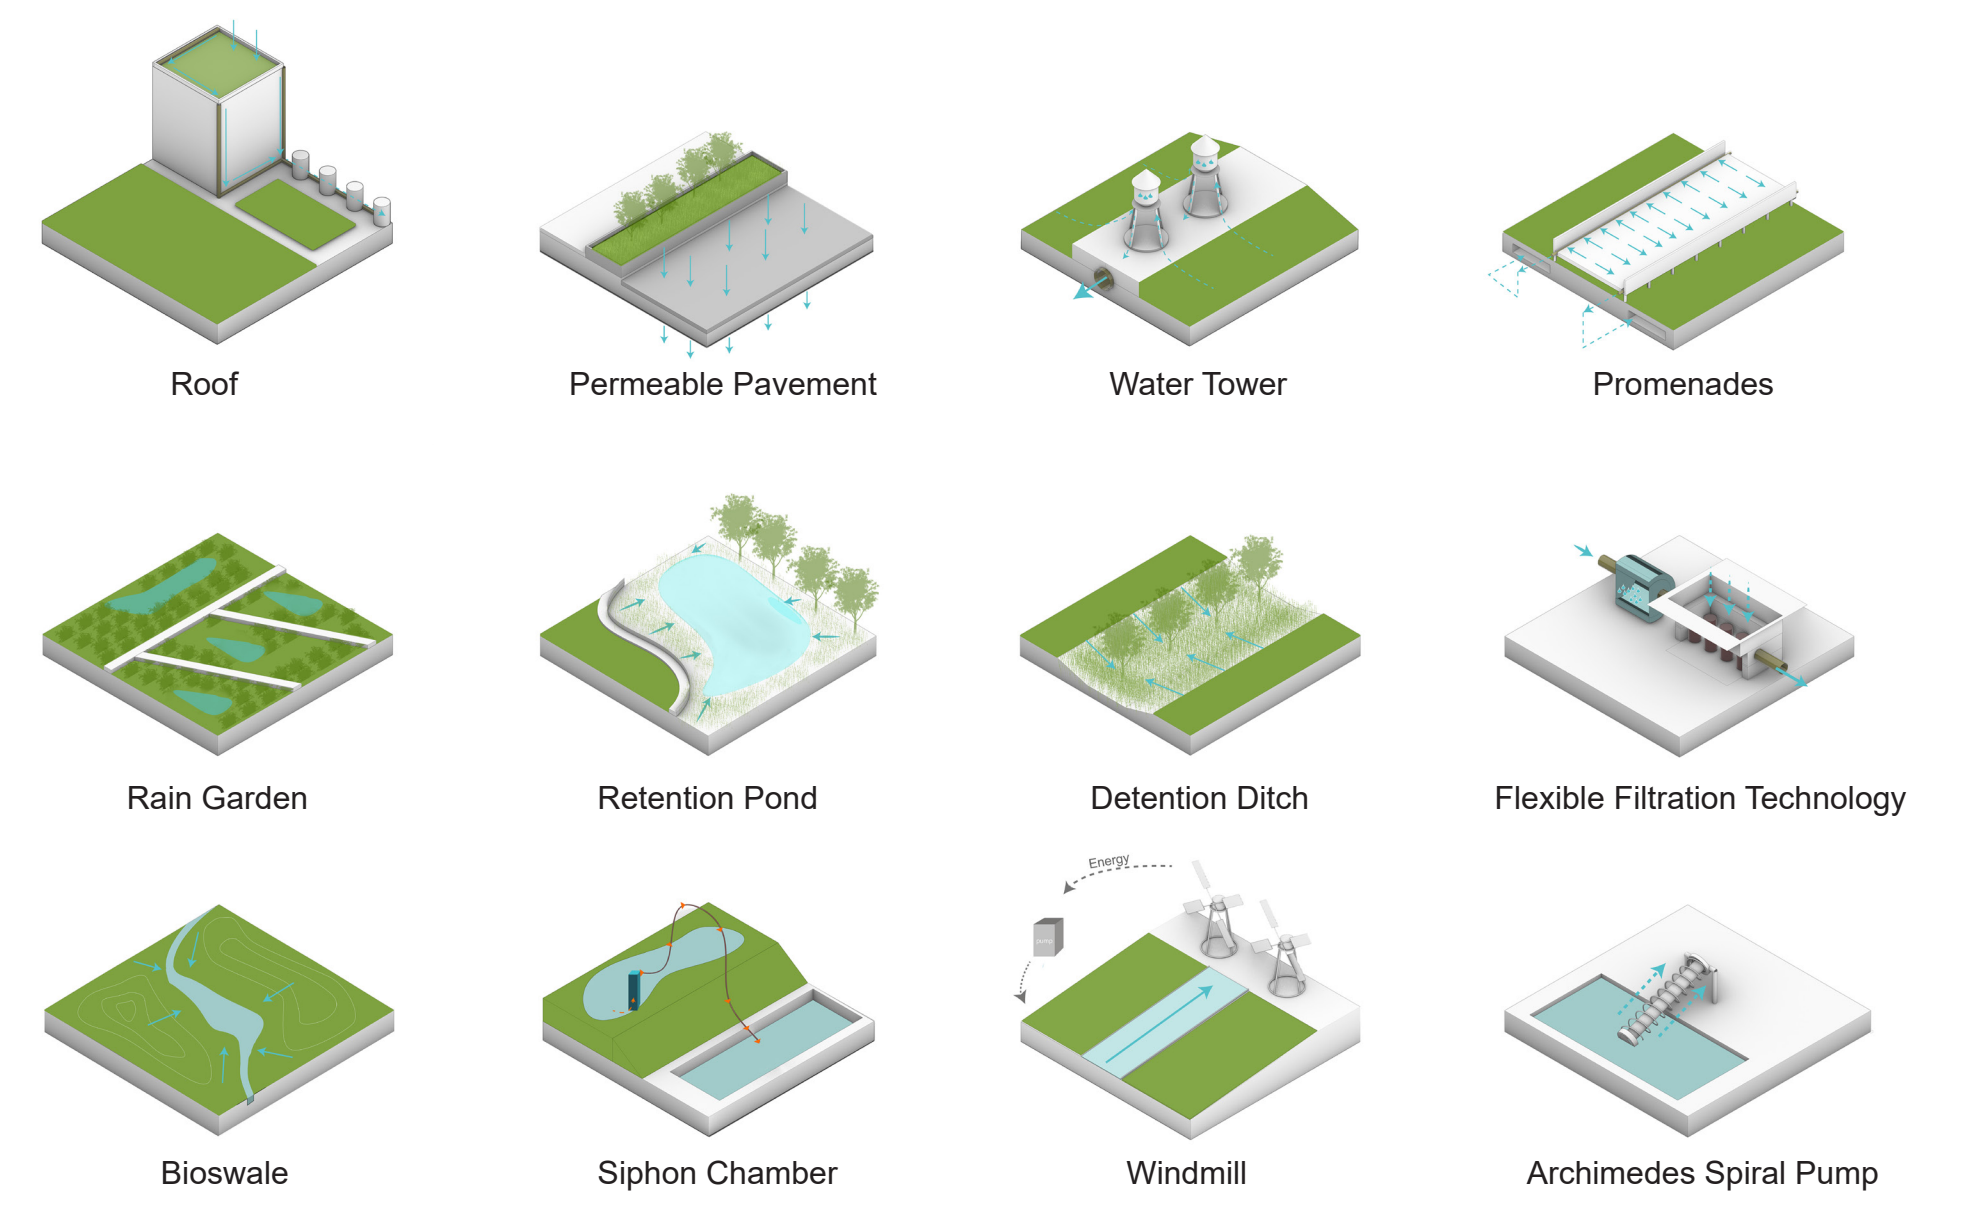 Roof
Permeable Pavement
Water Tower
Promenades
Rain Garden
Retention Pond
Detention Ditch
Flexible Filtration Technology
Energy
pump
Bioswale
Siphon Chamber
Windmill
Archimedes Spiral Pump